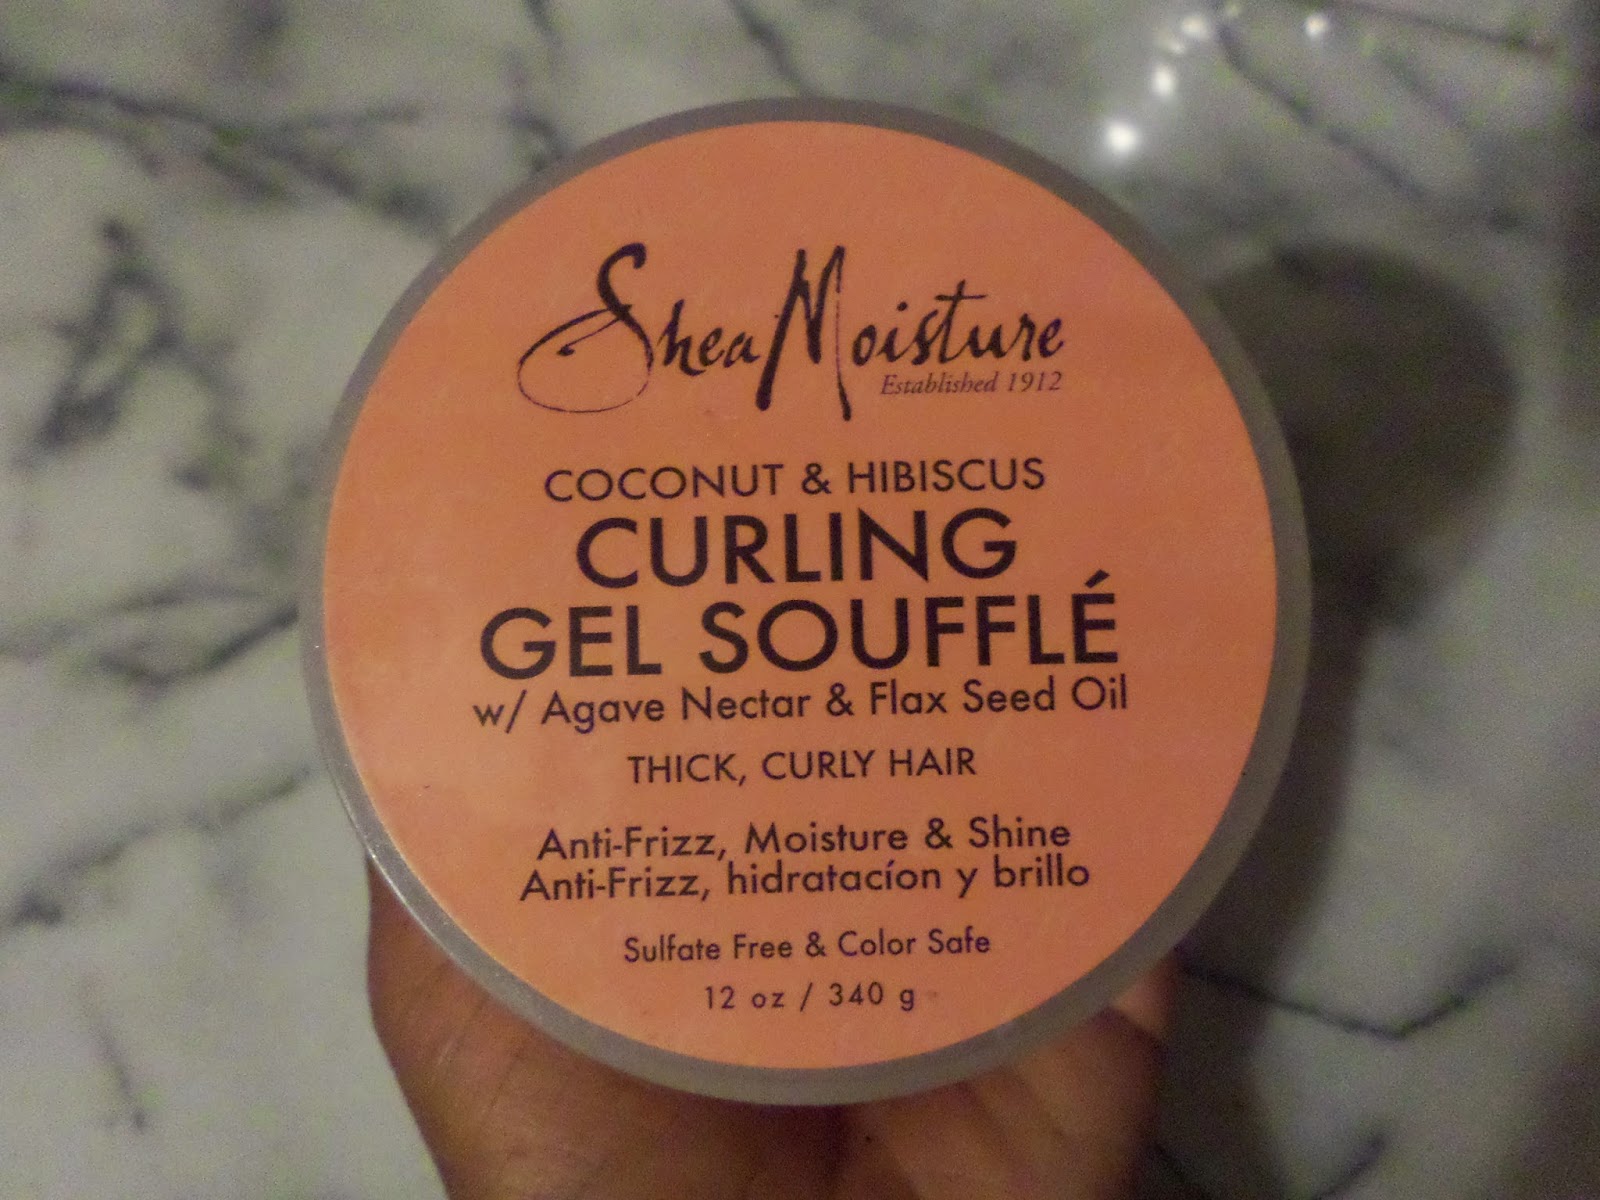 SheaMoisture
Established 1912
COCONUT & HIBISCUS
CURLING
GEL SOUFFLÉ
w/ Agave Nectar & Flax Seed Oil
THICK, CURLY HAIR
Anti-Frizz, Moisture & Shine
Anti-Frizz, hidratacíon y brillo
Sulfate Free & Color Safe
12 oz / 340 g